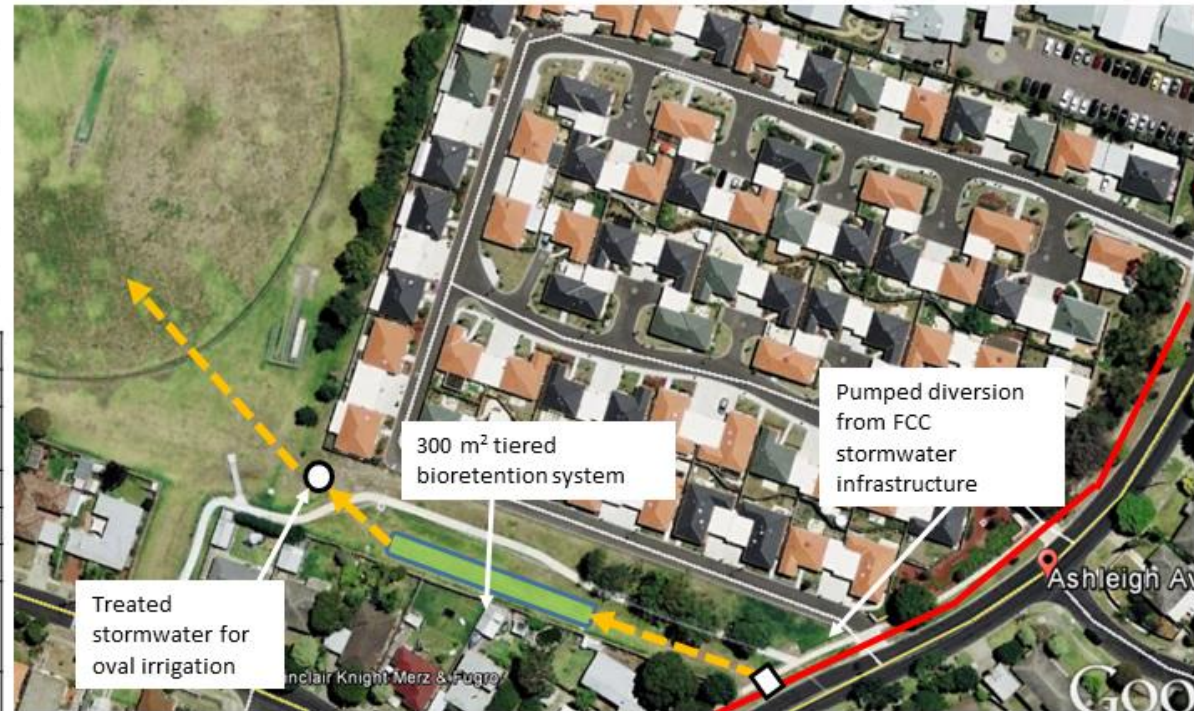 300 m² tiered
bioretention system
Pumped diversion
from FCC
stormwater
infrastructure
Ashleigh Av
Treated
stormwater for
oval irrigation
nclair Knight Merz & Fugro
Goo